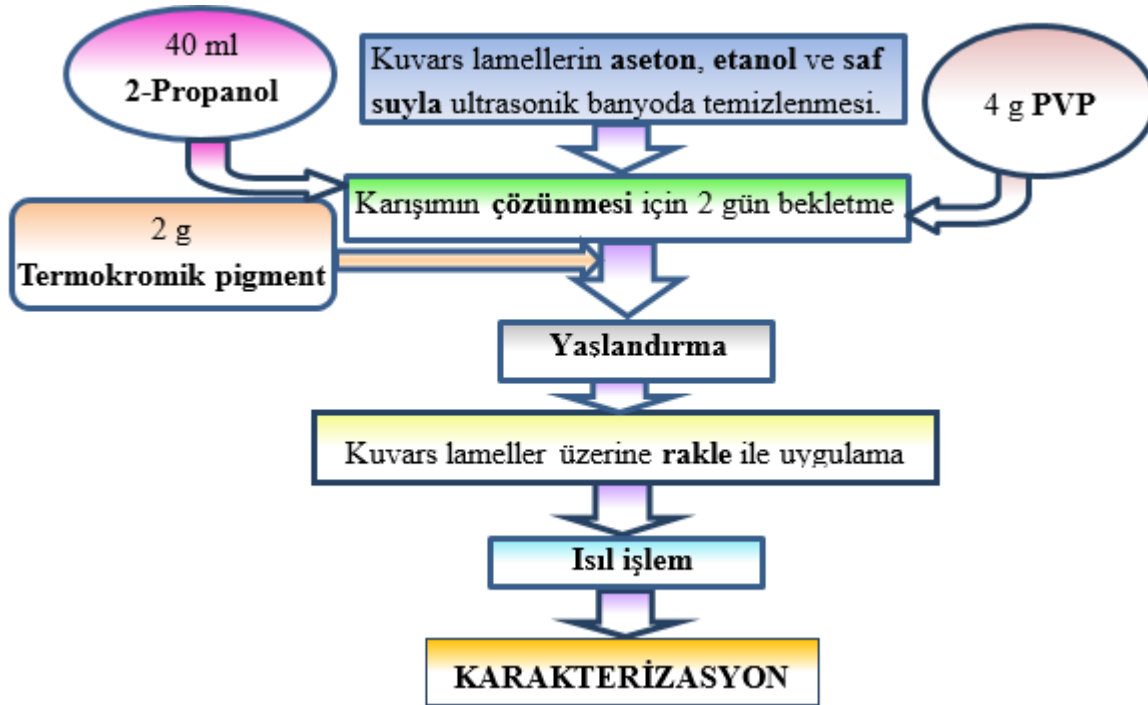 40 ml
2-Propanol
Kuvars lamellerin aseton, etanol ve saf
suyla ultrasonik banyoda temizlenmesi.
4 g PVP
Karışımın çözünmesi için 2 gün bekletme
2 g
Termokromik pigment
Yaşlandırma
Kuvars lameller üzerine rakle ile uygulama
Isıl işlem
KARAKTERİZASYON